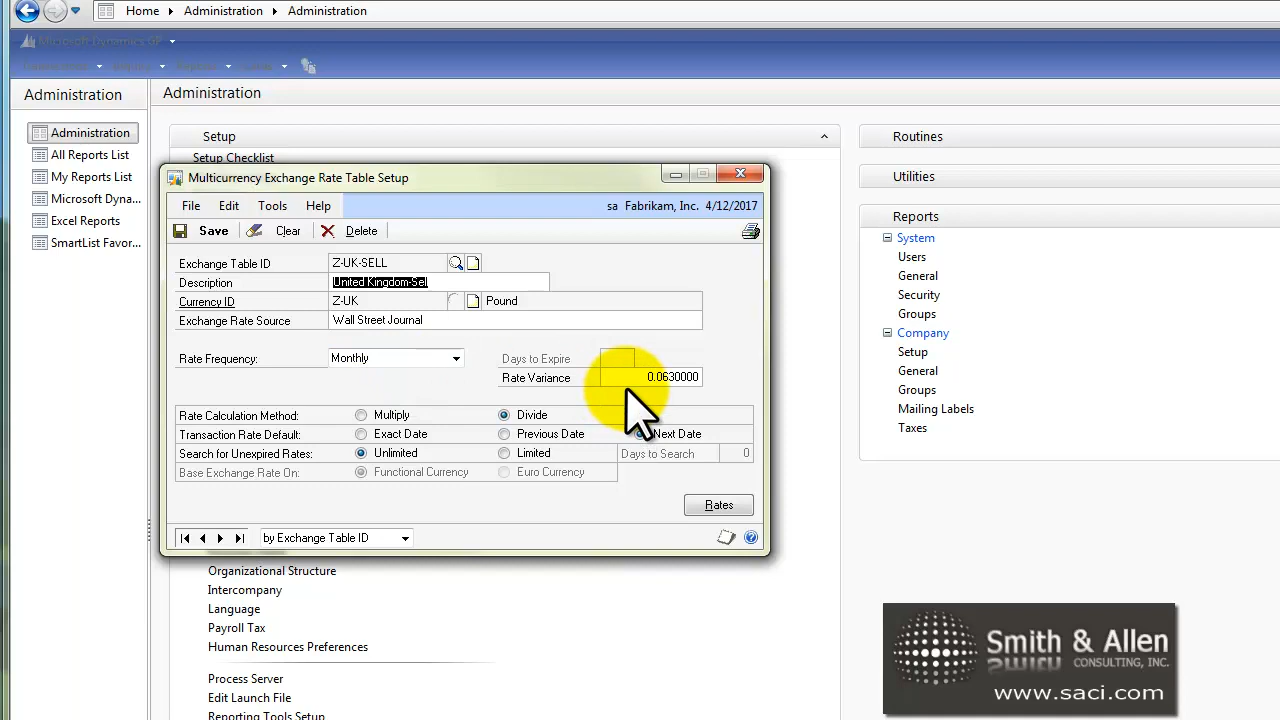 Home Administration Administration
Microsoft Dynamics GP
Administration
Administration
All Reports List
My Reports List
Microsoft Dyna...
Excel Reports
SmartList Favor...
Administration
Setup
Setup Checklist
Multicurrency Exchange Rate Table Setup
File Edit Tools Help
sa Fabrikam, Inc. 4/12/2017
Save Clear Delete
Exchange Table ID Z-UK-SELL
Description United Kingdom-Sell
Currency ID Z-UK Pound
Exchange Rate Source Wall Street Journal
Rate Frequency: Monthly Days to Expire
Rate Variance 0.0630000
Rate Calculation Method: Multiply Divide
Transaction Rate Default: Exact Date Previous Date Next Date
Search for Unexpired Rates: Unlimited Limited Days to Search 0
Base Exchange Rate On: Functional Currency Euro Currency
Rates
by Exchange Table ID
Organizational Structure
Intercompany
Language
Payroll Tax
Human Resources Preferences
Process Server
Edit Launch File
Reporting Tools Setup
Routines
Utilities
Reports
System
Users
General
Security
Groups
Company
Setup
General
Groups
Mailing Labels
Taxes
Smith & Allen
CONSULTING, INC.
www.saci.com